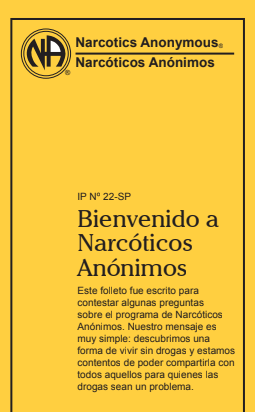 NA®
Narcotics Anonymous®
Narcóticos Anónimos
IP Nº 22-SP
Bienvenido a
Narcóticos
Anónimos
Este folleto fue escrito para
contestar algunas preguntas
sobre el programa de Narcóticos
Anónimos. Nuestro mensaje es
muy simple: descubrimos una
forma de vivir sin drogas y estamos
contentos de poder compartirla con
todos aquellos para quienes las
drogas sean un problema.